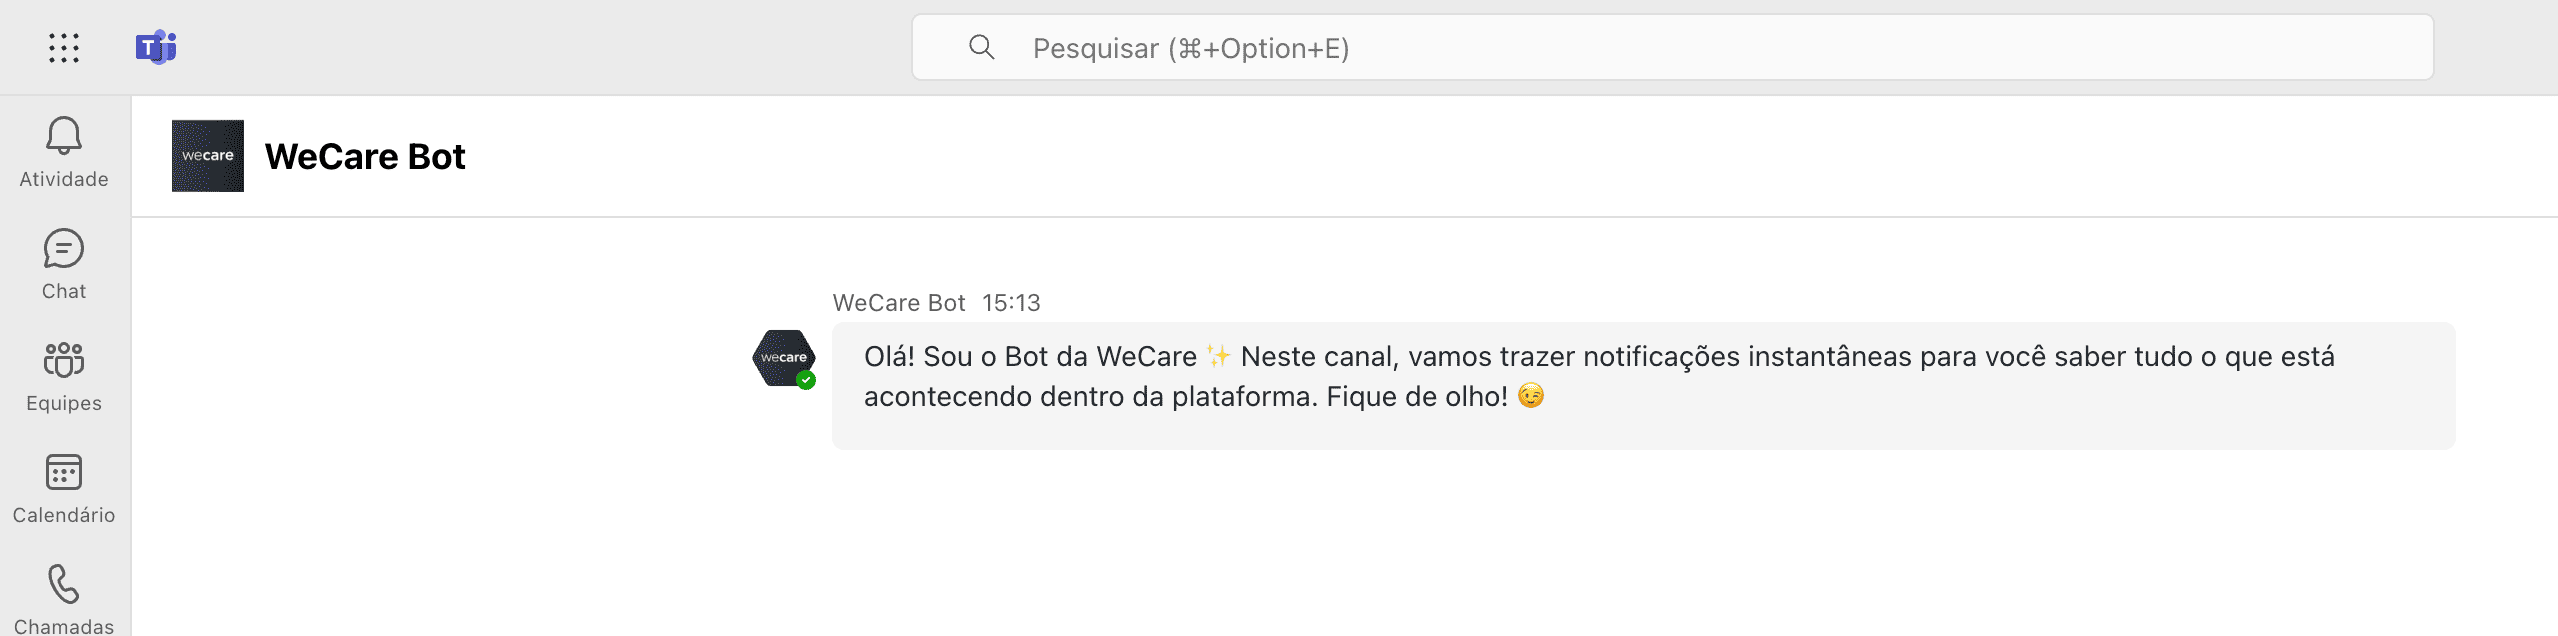 T
Pesquisar (⌘+Option+E)
Atividade
Chat
Equipes
Calendário
Chamadas
wecare
WeCare Bot
WeCare Bot 15:13
wecare
Olá! Sou o Bot da WeCare ✨ Neste canal, vamos trazer notificações instantâneas para você saber tudo o que está
acontecendo dentro da plataforma. Fique de olho! 😉